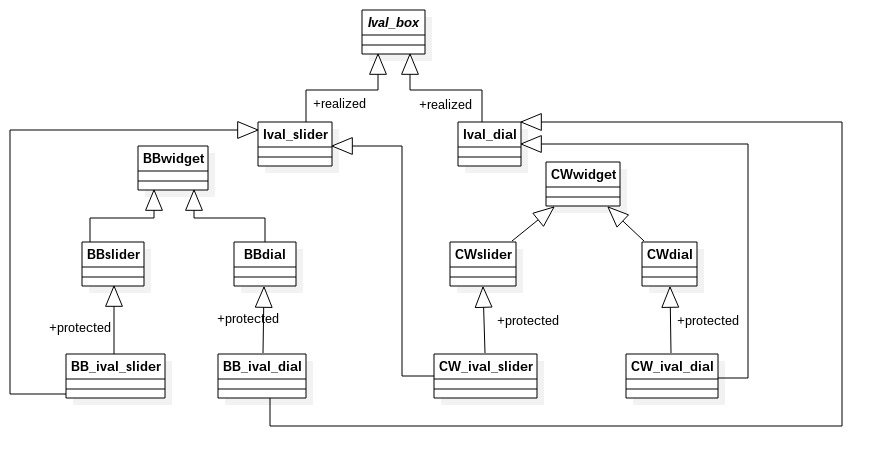 Ival_box
+realized
+realized
Ival_slider
Ival_dial
BBwidget
CWwidget
BBslider
BBdial
CWslider
CWdial
+protected
+protected
+protected
+protected
BB_ival_slider
BB_ival_dial
CW_ival_slider
CW_ival_dial